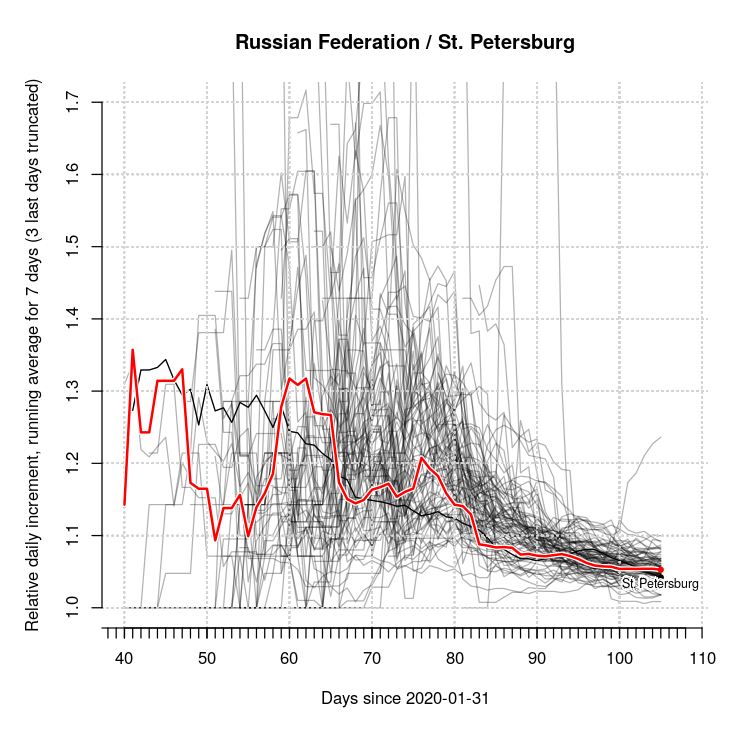 Russian Federation / St. Petersburg
Relative daily increment, running average for 7 days (3 last days truncated)
1.7
1.6
1.5
1.4
1.3
1.2
1.1
1.0
St. Petersburg
40 50 60 70 80 90 100 110
Days since 2020-01-31